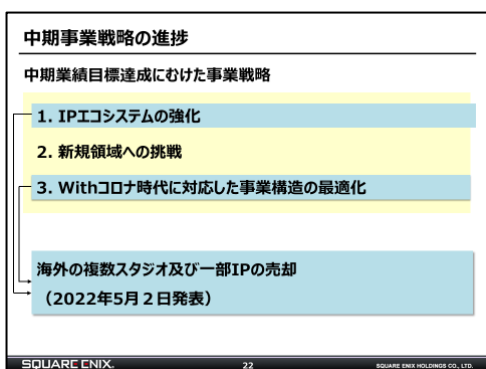 中期事業戦略の進捗
中期業績目標達成にむけた事業戦略
1. IPエコシステムの強化
2. 新規領域への挑戦
3. Withコロナ時代に対応した事業構造の最適化
海外の複数スタジオ及び一部IPの売却
（2022年5月２日発表）
SQUARE ENIX. 22 SQUARE ENIX HOLDINGS CO., LTD.